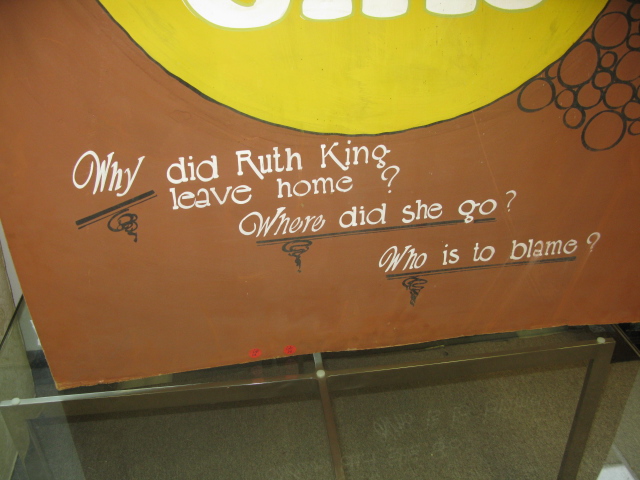 Why did Ruth King
leave home ?
Where did she go ?
Who is to blame ?